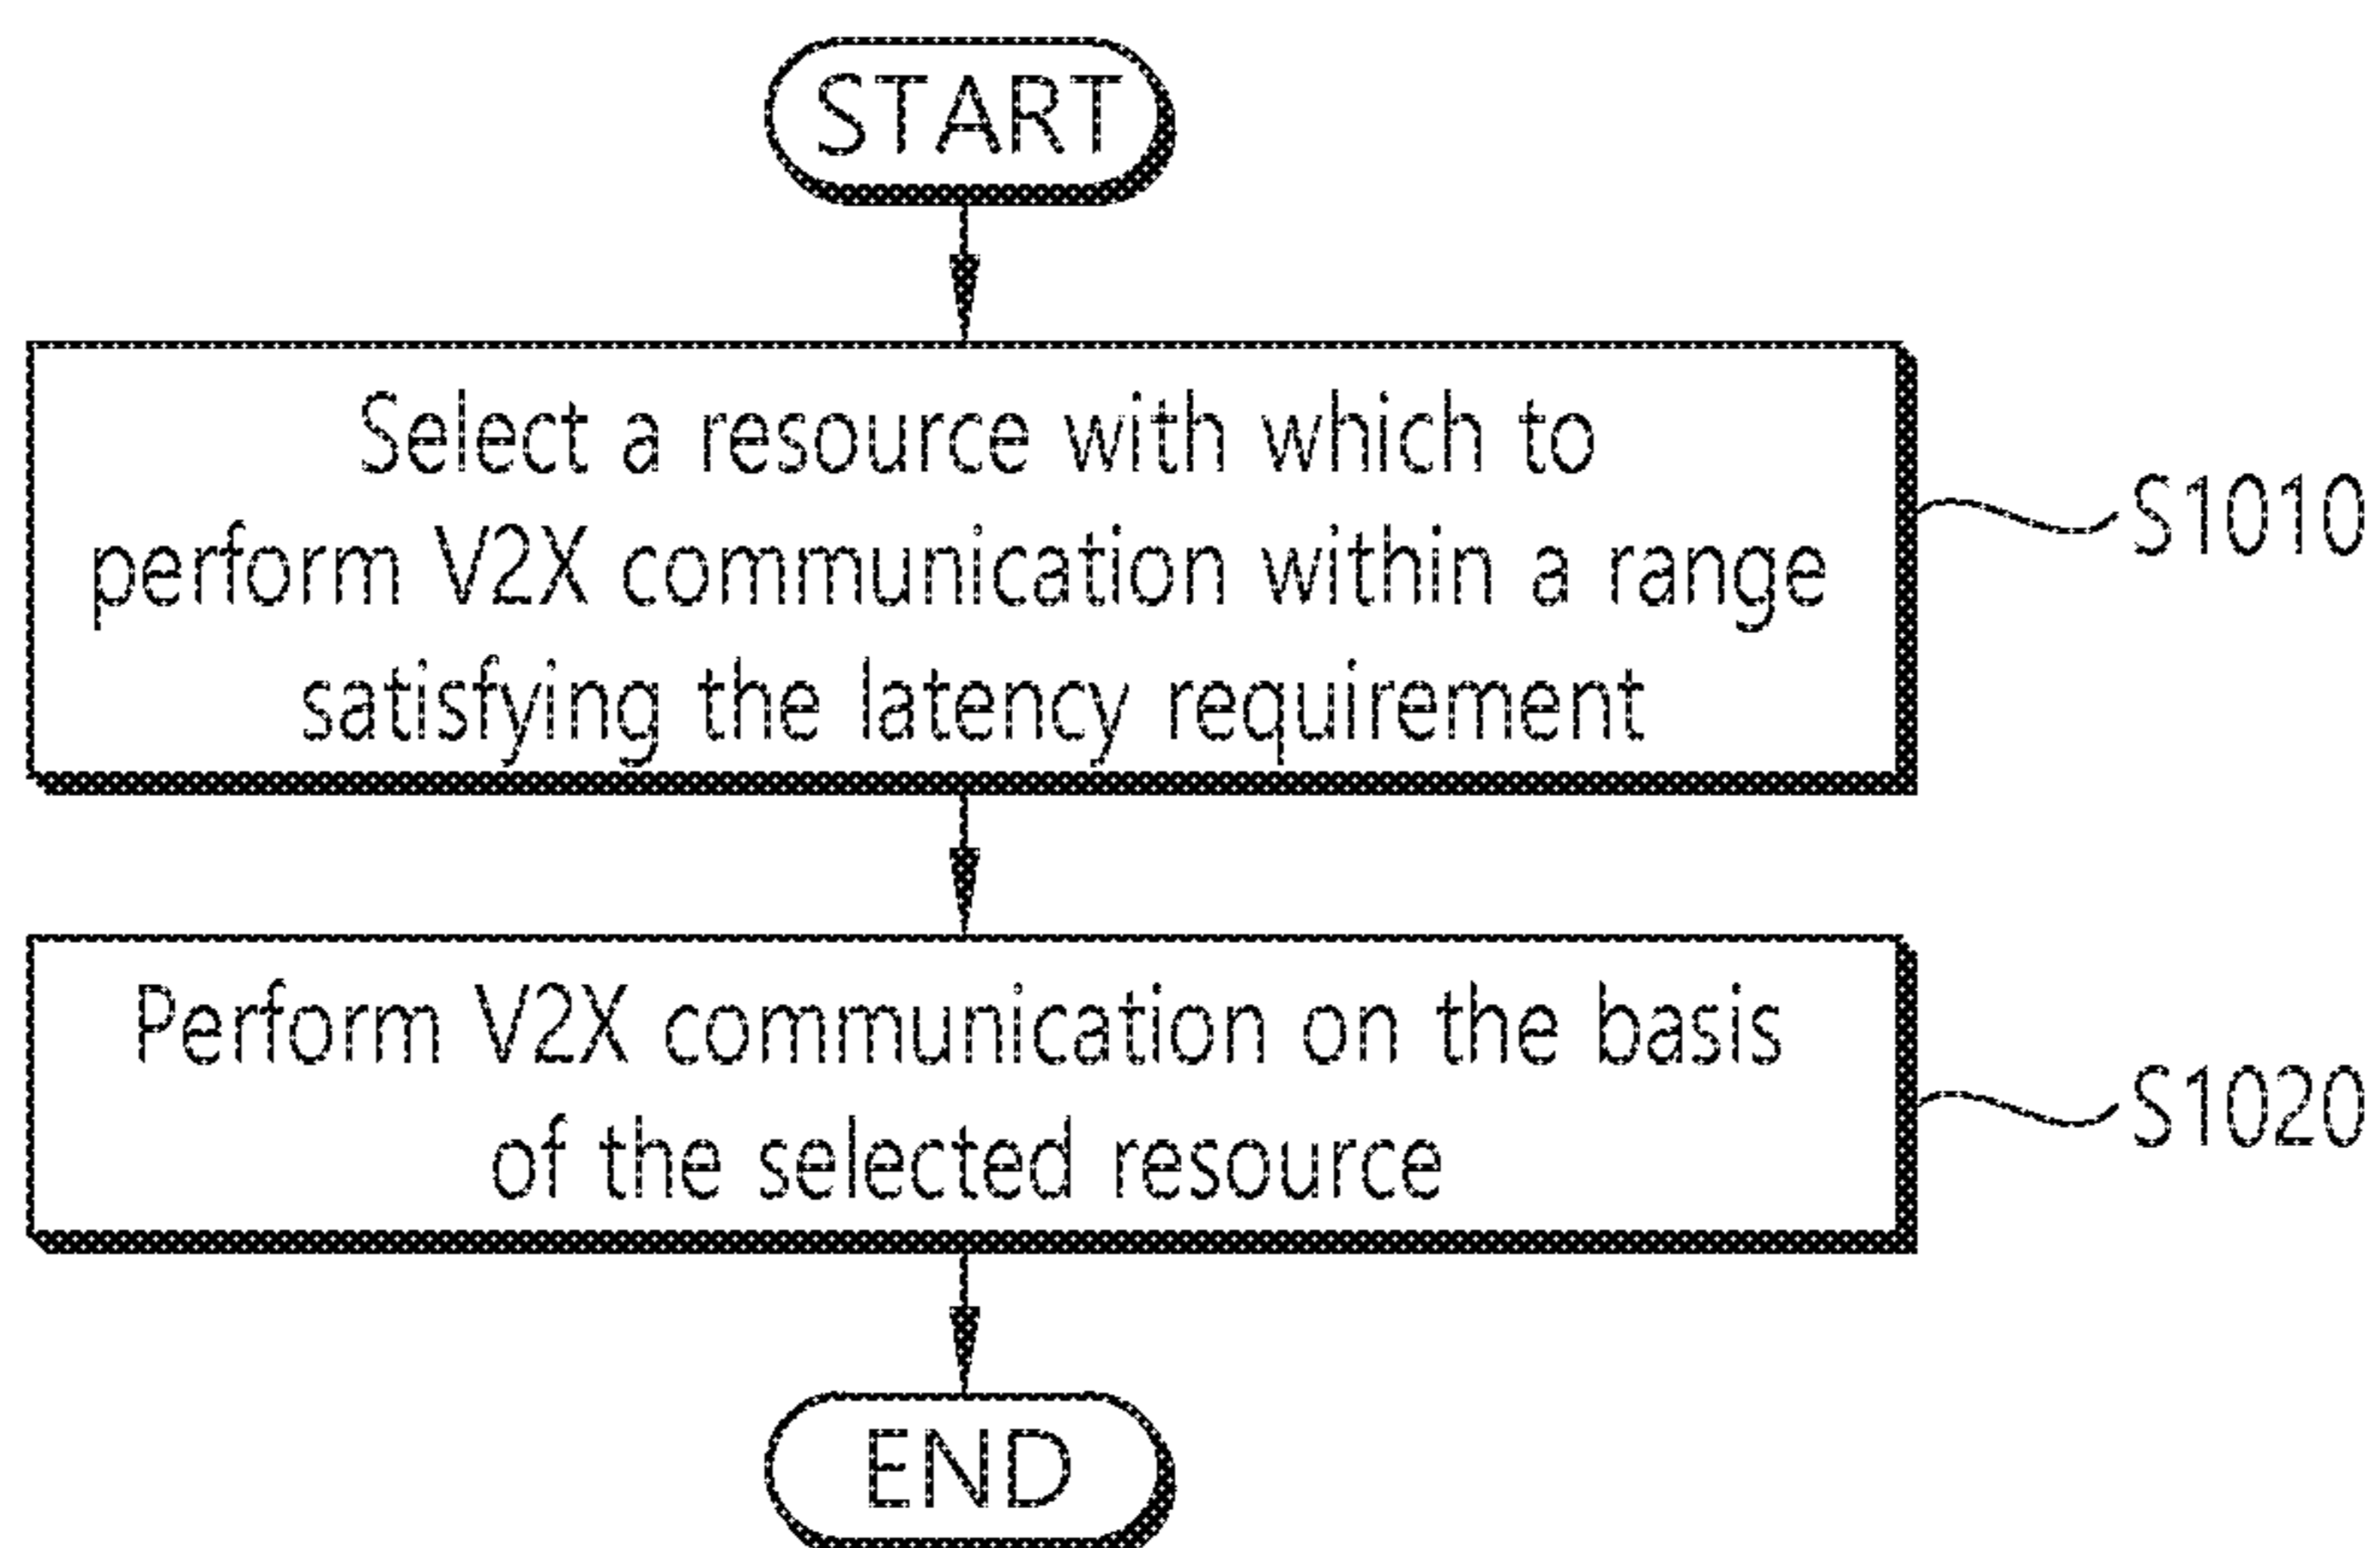 START
Select a resource with which to
perform V2X communication within a range
satisfying the latency requirement
S1010
Perform V2X communication on the basis
of the selected resource
S1020
END